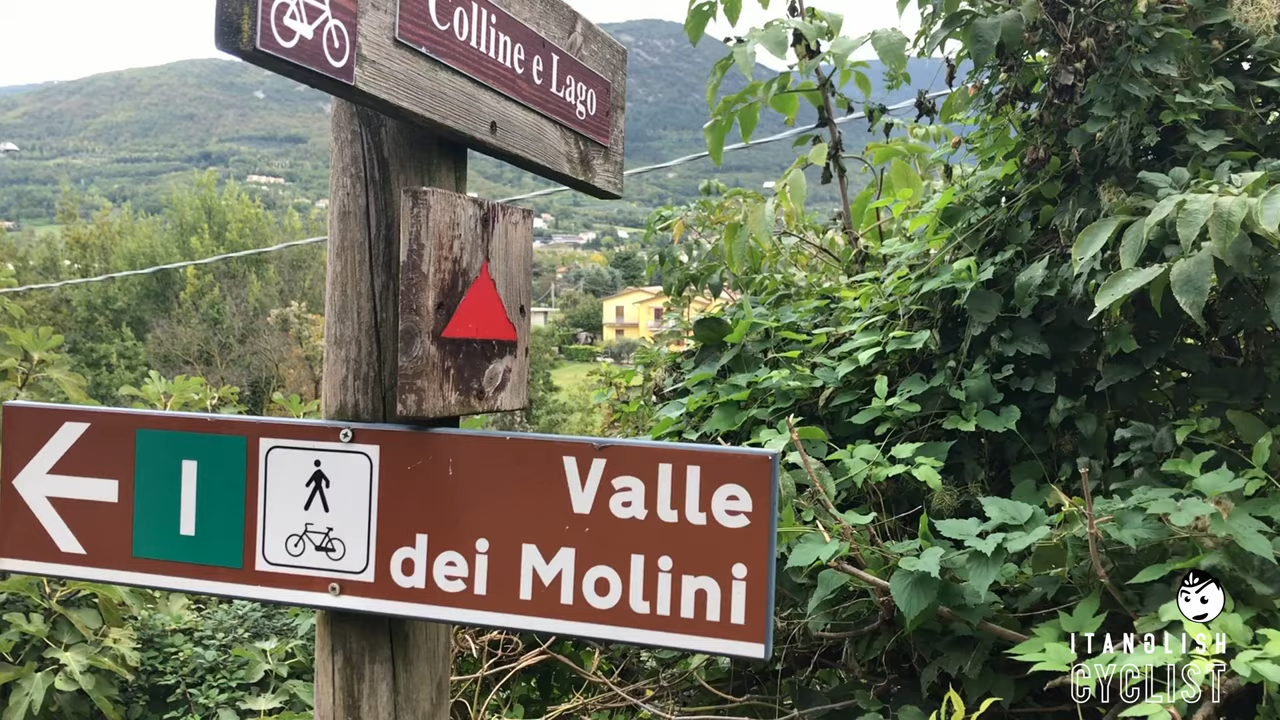 Colline e Lago
I
Valle
dei Molini
ITANGLISH
CYCLIST